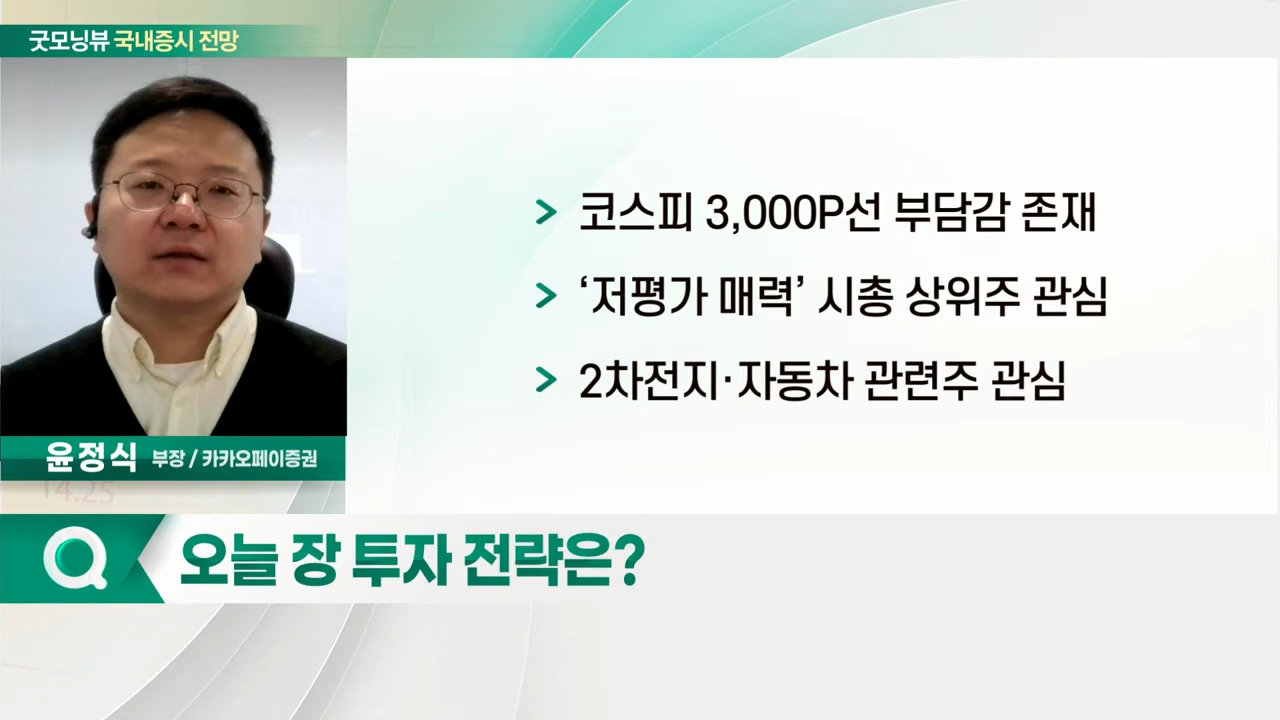 굿모닝뷰 국내증시 전망
> 코스피 3,000P선 부담감 존재
> ‘저평가 매력’ 시총 상위주 관심
> 2차전지·자동차 관련주 관심
윤정식 부장 / 카카오페이증권
14.25
Q 오늘 장 투자 전략은?